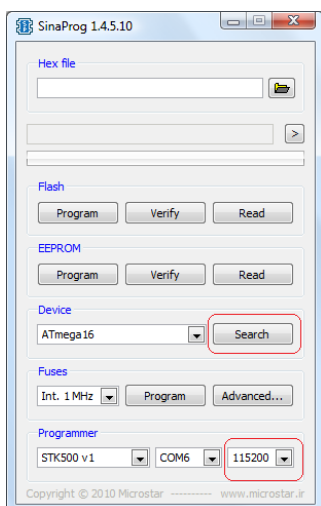 SinaProg 1.4.5.10
Hex file
>
Flash
Program Verify Read
EEPROM
Program Verify Read
Device
ATmega16 Search
Fuses
Int. 1 MHz Program Advanced...
Programmer
STK500 v1 COM6 115200
Copyright © 2010 Microstar ---------- www.microstar.ir